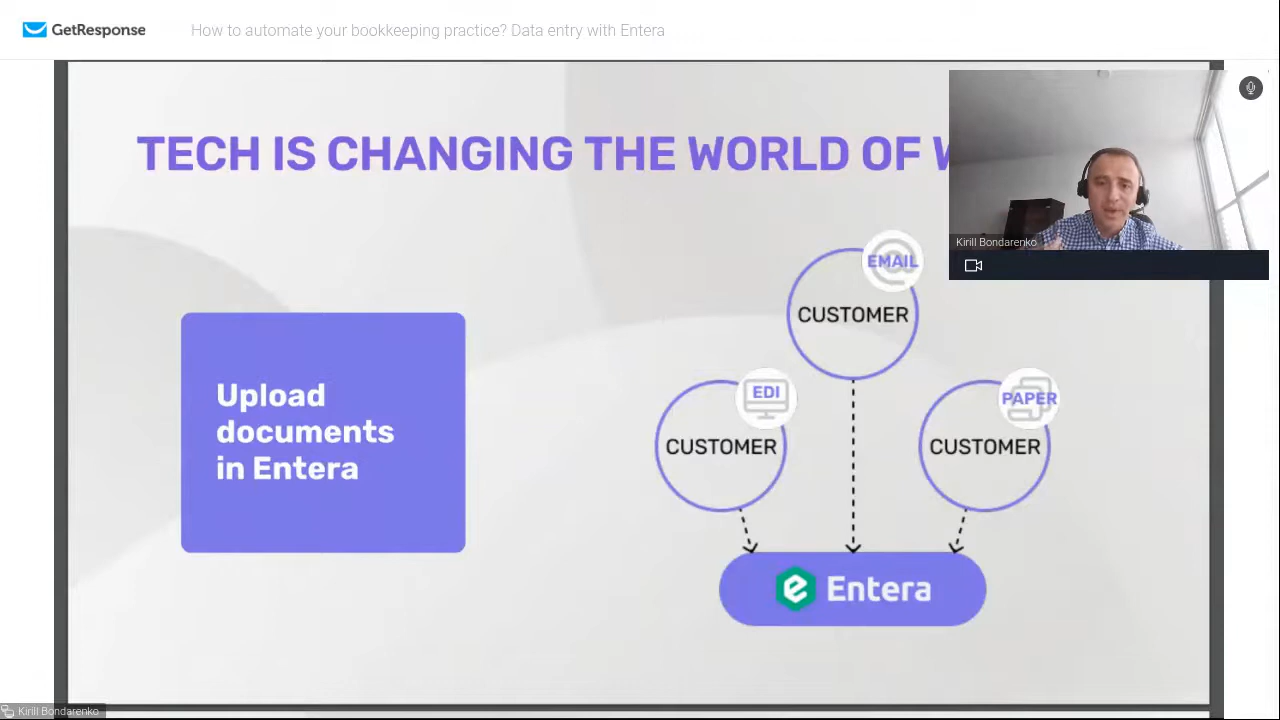 GetResponse
How to automate your bookkeeping practice? Data entry with Entera
TECH IS CHANGING THE WORLD OF
Kirill Bondarenko
EMAIL
CUSTOMER
EDI
CUSTOMER
PAPER
CUSTOMER
Upload
documents
in Entera
Entera
Kirill Bondarenko